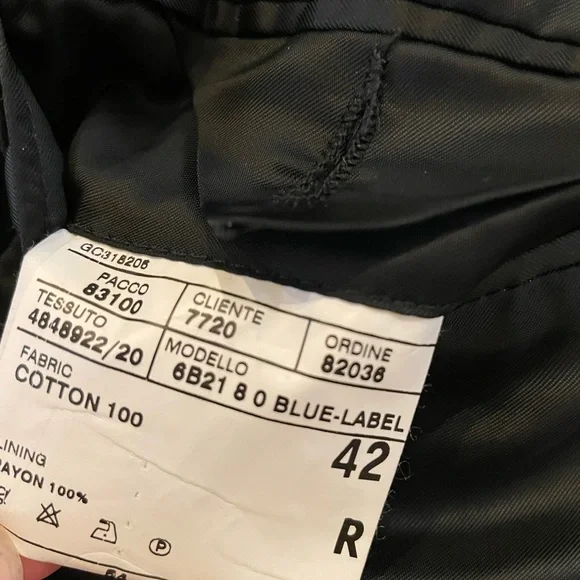 GC318206
PACCO
83100
CLIENTE
7720
ORDINE
82036
TESSUTO
4848922/20
MODELLO
6B21 8 0 BLUE-LABEL
FABRIC
COTTON 100
42
LINING
RAYON 100%
R
P